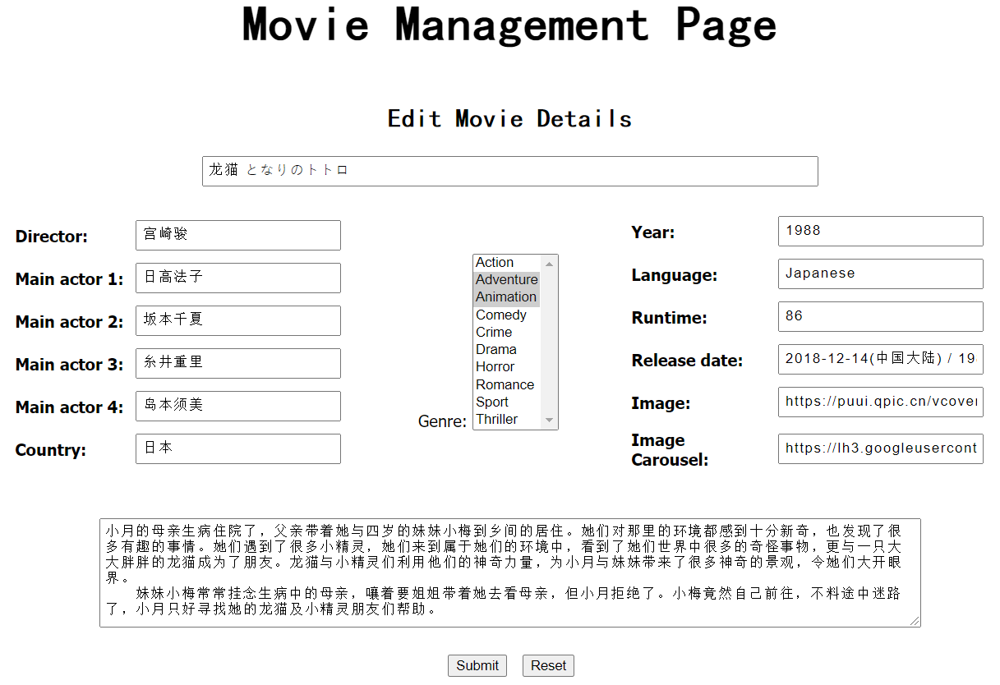 Movie Management Page
Edit Movie Details
龙猫 となりのトトロ
Director: 宫崎骏
Main actor 1: 日高法子
Main actor 2: 坂本千夏
Main actor 3: 糸井重里
Main actor 4: 岛本须美
Country: 日本
Genre:
Action
Adventure
Animation
Comedy
Crime
Drama
Horror
Romance
Sport
Thriller
Year: 1988
Language: Japanese
Runtime: 86
Release date: 2018-12-14(中国大陆) / 19
Image: https://puui.qpic.cn/vcover
Image Carousel: https://lh3.googleusercont
小月的母亲生病住院了，父亲带着她与四岁的妹妹小梅到乡间的居住。她们对那里的环境都感到十分新奇，也发现了很
多有趣的事情。她们遇到了很多小精灵，她们来到属于她们的环境中，看到了她们世界中很多的奇怪事物，更与一只大
大胖胖的龙猫成为了朋友。龙猫与小精灵们利用他们的神奇力量，为小月与妹妹带来了很多神奇的景观，令她们大开眼
界。
妹妹小梅常常挂念生病中的母亲，嚷着要姐姐带着她去看母亲，但小月拒绝了。小梅竟然自己前往，不料途中迷路
了，小月只好寻找她的龙猫及小精灵朋友们帮助。
Submit Reset